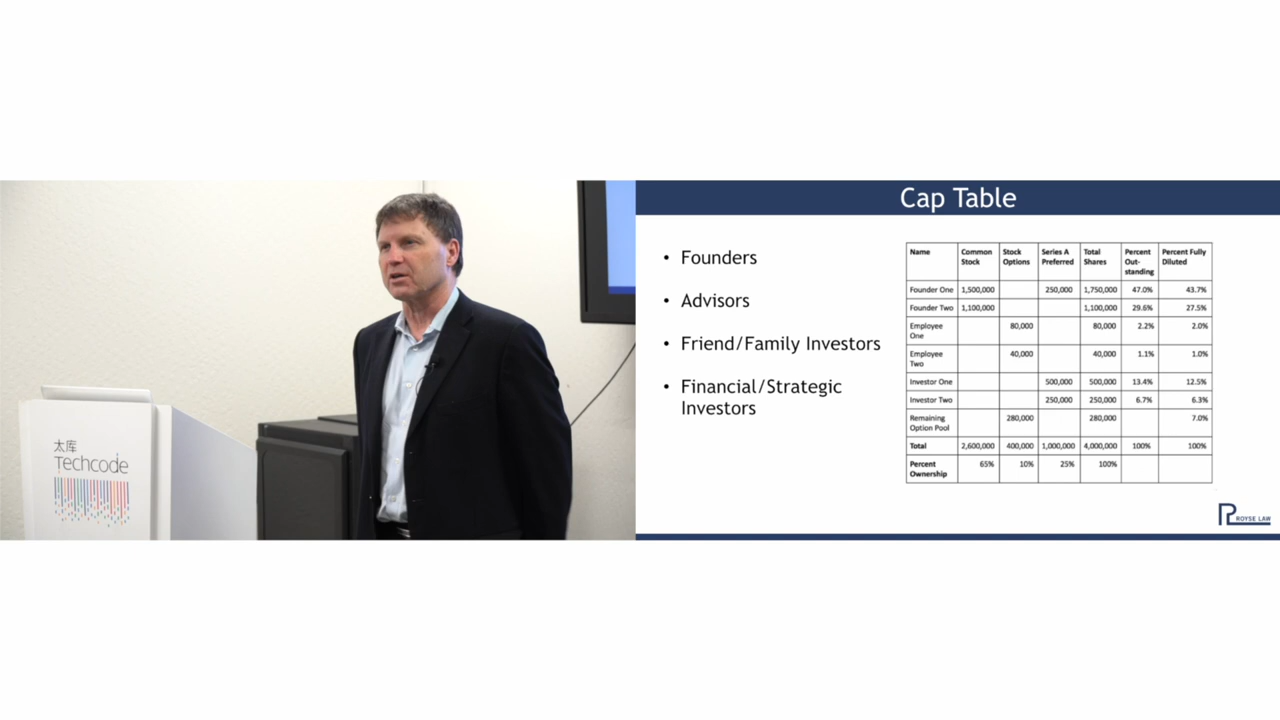 太库
Techcode
Cap Table
• Founders
• Advisors
• Friend/Family Investors
• Financial/Strategic
Investors
Name Common Stock Stock Options Series A Preferred Total Shares Percent Out-standing Percent Fully Diluted
Founder One 1,500,000 250,000 1,750,000 47.0% 43.7%
Founder Two 1,100,000 1,100,000 29.6% 27.5%
Employee One 80,000 80,000 2.2% 2.0%
Employee Two 40,000 40,000 1.1% 1.0%
Investor One 500,000 500,000 13.4% 12.5%
Investor Two 250,000 250,000 6.7% 6.3%
Remaining Option Pool 280,000 280,000 7.0%
Total 2,600,000 400,000 1,000,000 4,000,000 100% 100%
Percent Ownership 65% 10% 25% 100%
ROYSE LAW